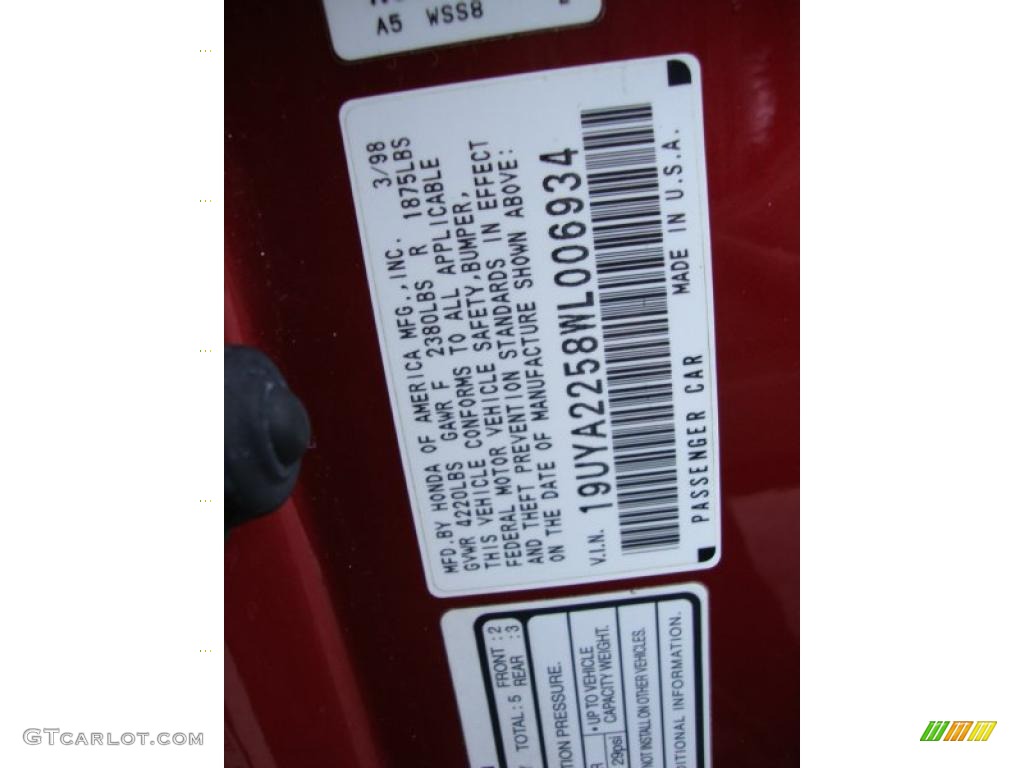 A5 WSS8
MFD.BY HONDA OF AMERICA MFG.,INC. 3/98
GVWR 4220LBS GAWR F 2380LBS R 1875LBS
THIS VEHICLE CONFORMS TO ALL APPLICABLE
FEDERAL MOTOR VEHICLE SAFETY,BUMPER,
AND THEFT PREVENTION STANDARDS IN EFFECT
ON THE DATE OF MANUFACTURE SHOWN ABOVE:
V.I.N. 19UYA2258WL006934
PASSENGER CAR MADE IN U.S.A.
TOTAL:5 FRONT:2
REAR :3
TION PRESSURE.
*UP TO VEHICLE
CAPACITY WEIGHT.
29psi
NOT INSTALL ON OTHER VEHICLES.
DITIONAL INFORMATION.
GTCARLOT.COM